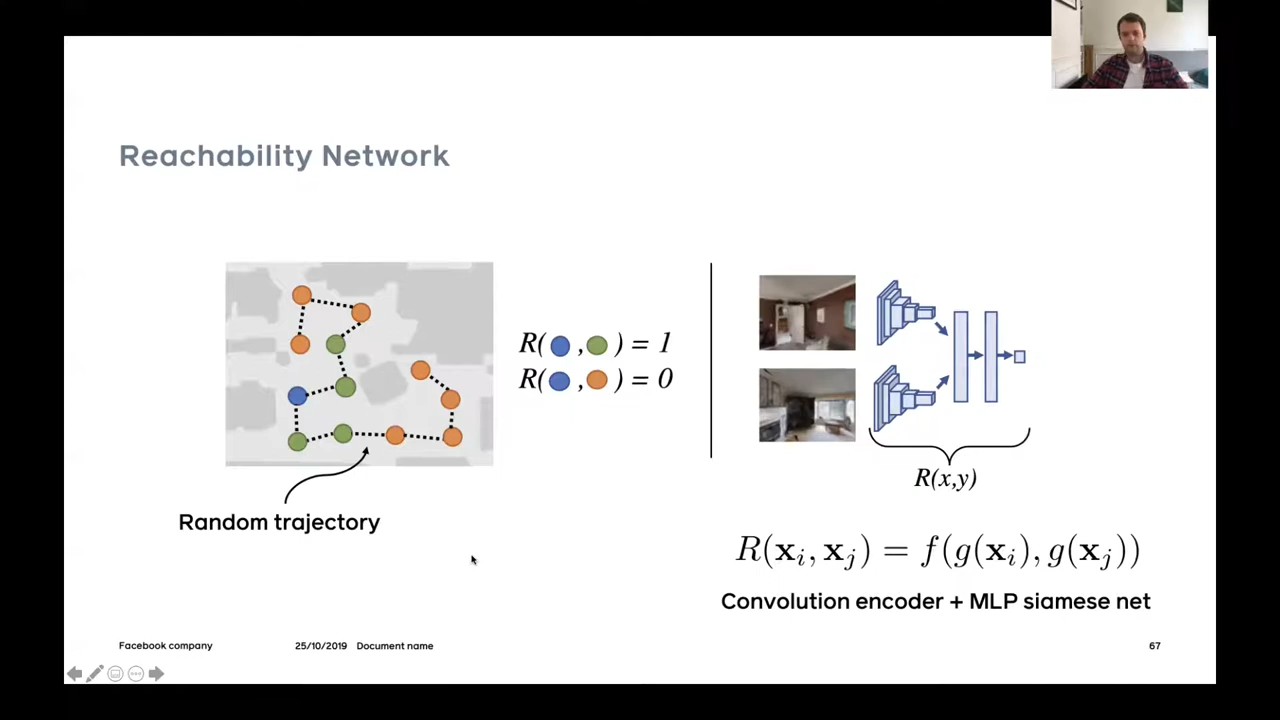 Reachability Network
R( , ) = 1
R( , ) = 0
Random trajectory
R(x,y)
R(xᵢ, xⱼ) = f(g(xᵢ), g(xⱼ))
Convolution encoder + MLP siamese net
Facebook company 25/10/2019 Document name 67